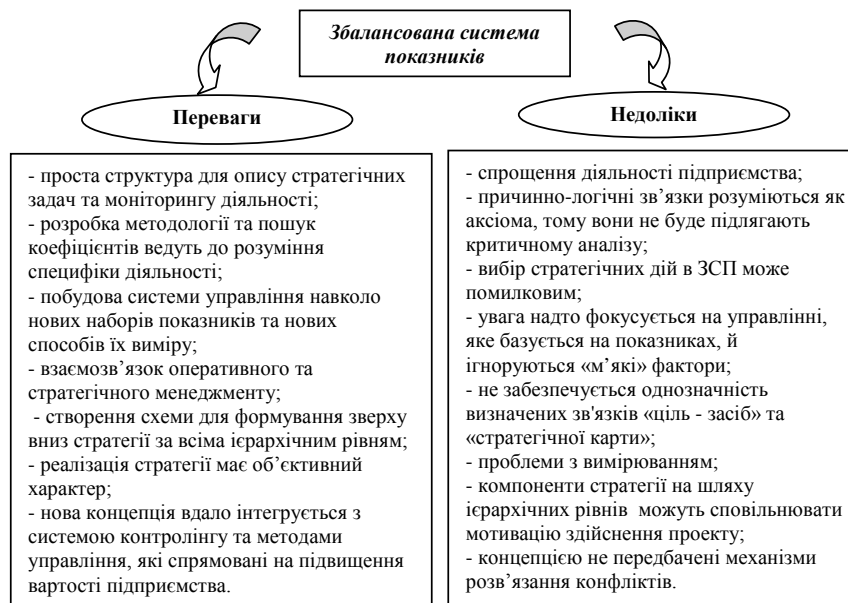 Збалансована система
показників
Переваги
Недоліки
- проста структура для опису стратегічних
задач та моніторингу діяльності;
- розробка методології та пошук
коефіцієнтів ведуть до розуміння
специфіки діяльності;
- побудова системи управління навколо
нових наборів показників та нових
способів їх виміру;
- взаємозв’язок оперативного та
стратегічного менеджменту;
- створення схеми для формування зверху
вниз стратегії за всіма ієрархічним рівням;
- реалізація стратегії має об’єктивний
характер;
- нова концепція вдало інтегрується з
системою контролінгу та методами
управління, які спрямовані на підвищення
вартості підприємства.
- спрощення діяльності підприємства;
- причинно-логічні зв’язки розуміються як
аксіома, тому вони не буде підлягають
критичному аналізу;
- вибір стратегічних дій в ЗСП може
помилковим;
- увага надто фокусується на управлінні,
яке базується на показниках, й
ігноруються «м’які» фактори;
- не забезпечується однозначність
визначених зв'язків «ціль - засіб» та
«стратегічної карти»;
- проблеми з вимірюванням;
- компоненти стратегії на шляху
ієрархічних рівнів можуть сповільнювати
мотивацію здійснення проекту;
- концепцією не передбачені механізми
розв’язання конфліктів.